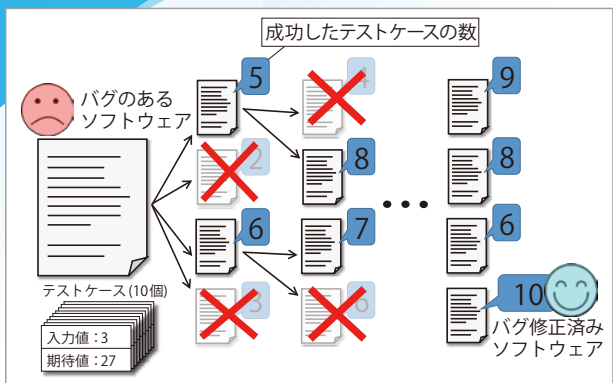 成功したテストケースの数
バグのある
ソフトウェア
5
4
9
2
8
8
6
7
6
テストケース(10個)
3
6
10
入力値：3
期待値：27
バグ修正済み
ソフトウェア